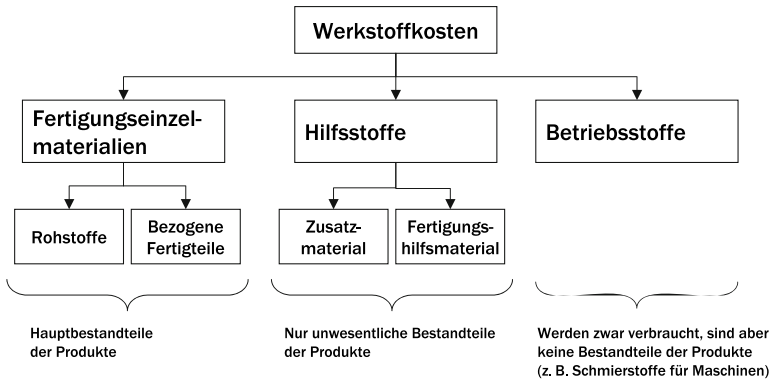 Werkstoffkosten
Fertigungseinzel-
materialien
Hilfsstoffe
Betriebsstoffe
Rohstoffe
Bezogene
Fertigteile
Zusatz-
material
Fertigungs-
hilfsmaterial
Hauptbestandteile
der Produkte
Nur unwesentliche Bestandteile
der Produkte
Werden zwar verbraucht, sind aber
keine Bestandteile der Produkte
(z. B. Schmierstoffe für Maschinen)